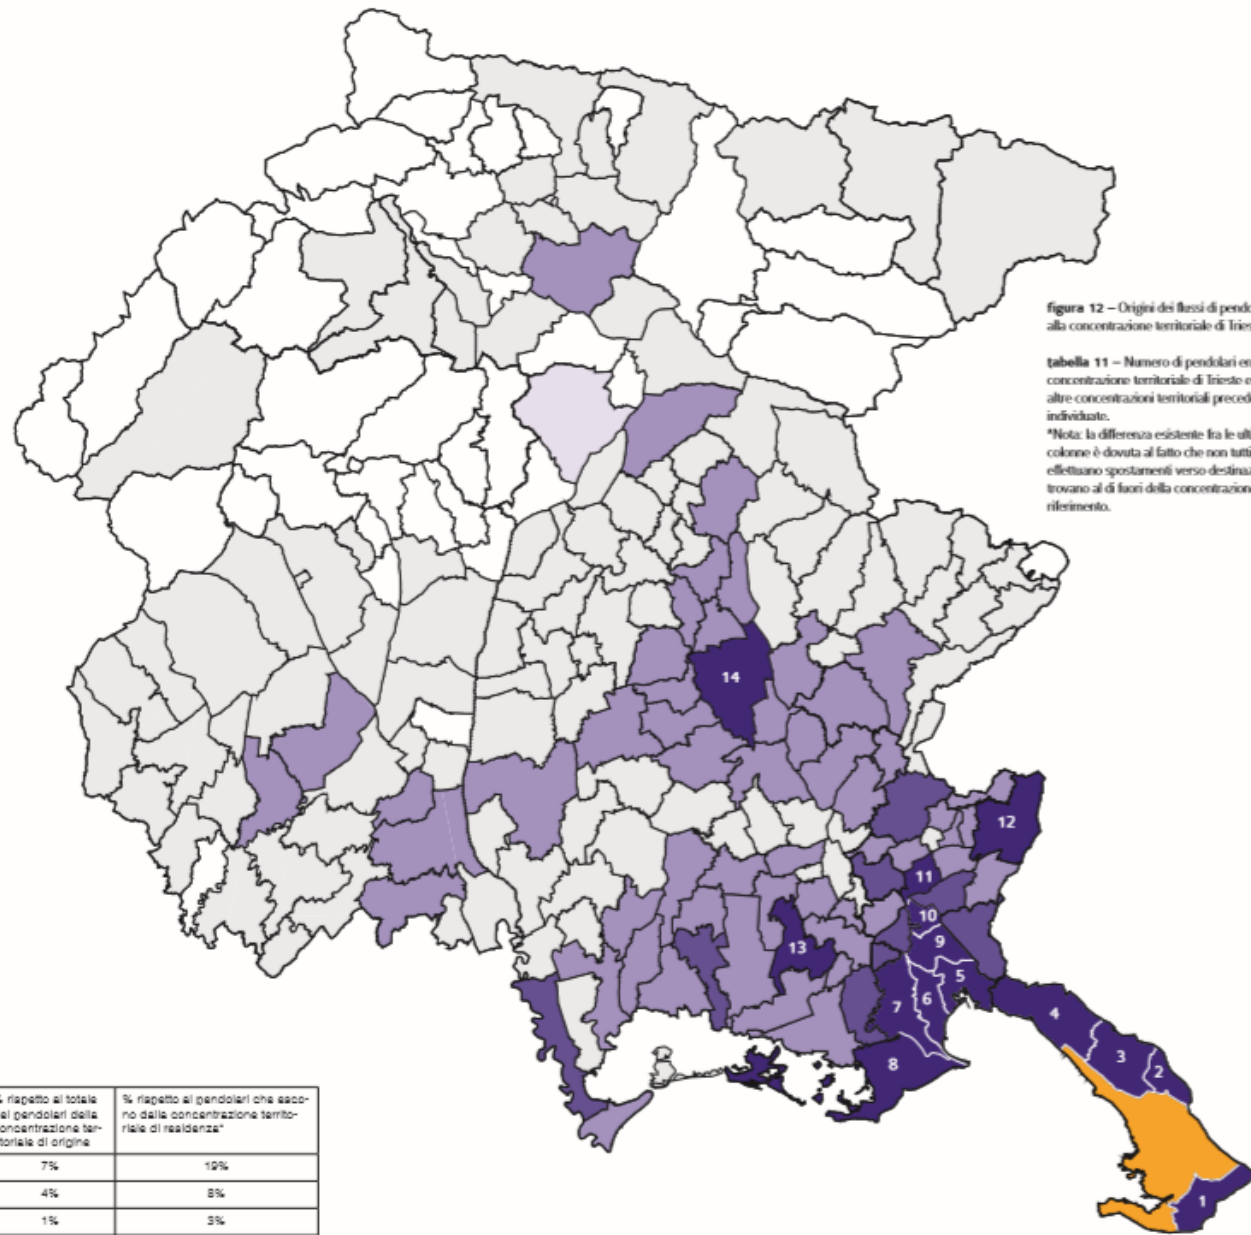 figura 12 – Origini dei flussi di pendo
alla concentrazione territoriale di Tries
tabella 11 – Numero di pendolari en
concentrazione territoriale di Trieste e
altre concentrazioni territoriali preced
individuate.
*Nota: la differenza esistente fra le ulti
colonne è dovuta al fatto che non tutti
effettuano spostamenti verso destinaz
trovano al di fuori della concentrazione
riferimento.
14
12
11
10
9
13
5
7
6
4
8
3
2
1
% rispetto al totale
dei pendolari della
concentrazione ter-
ritoriale di origine
% rispetto ai pendolari che esco-
no dalla concentrazione territo-
riale di residenza*
7%
19%
4%
8%
1%
3%